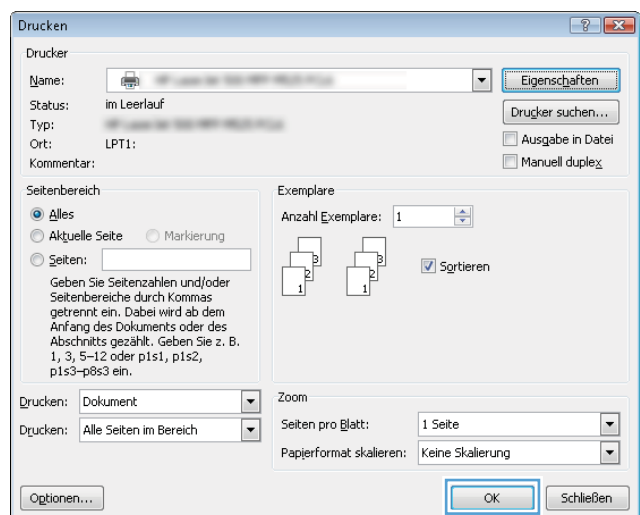 Drucken
Drucker
Name:
Eigenschaften
Status: im Leerlauf
Drucker suchen...
Typ:
Ort: LPT1:
Ausgabe in Datei
Kommentar:
Manuell duplex
Seitenbereich
Alles
Aktuelle Seite Markierung
Seiten:
Geben Sie Seitenzahlen und/oder
Seitenbereiche durch Kommas
getrennt ein. Dabei wird ab dem
Anfang des Dokuments oder des
Abschnitts gezählt. Geben Sie z. B.
1, 3, 5–12 oder p1s1, p1s2,
p1s3–p8s3 ein.
Exemplare
Anzahl Exemplare: 1
3 3
2 2
1 1
Sortieren
Drucken: Dokument
Drucken: Alle Seiten im Bereich
Zoom
Seiten pro Blatt: 1 Seite
Papierformat skalieren: Keine Skalierung
Optionen...
OK
Schließen